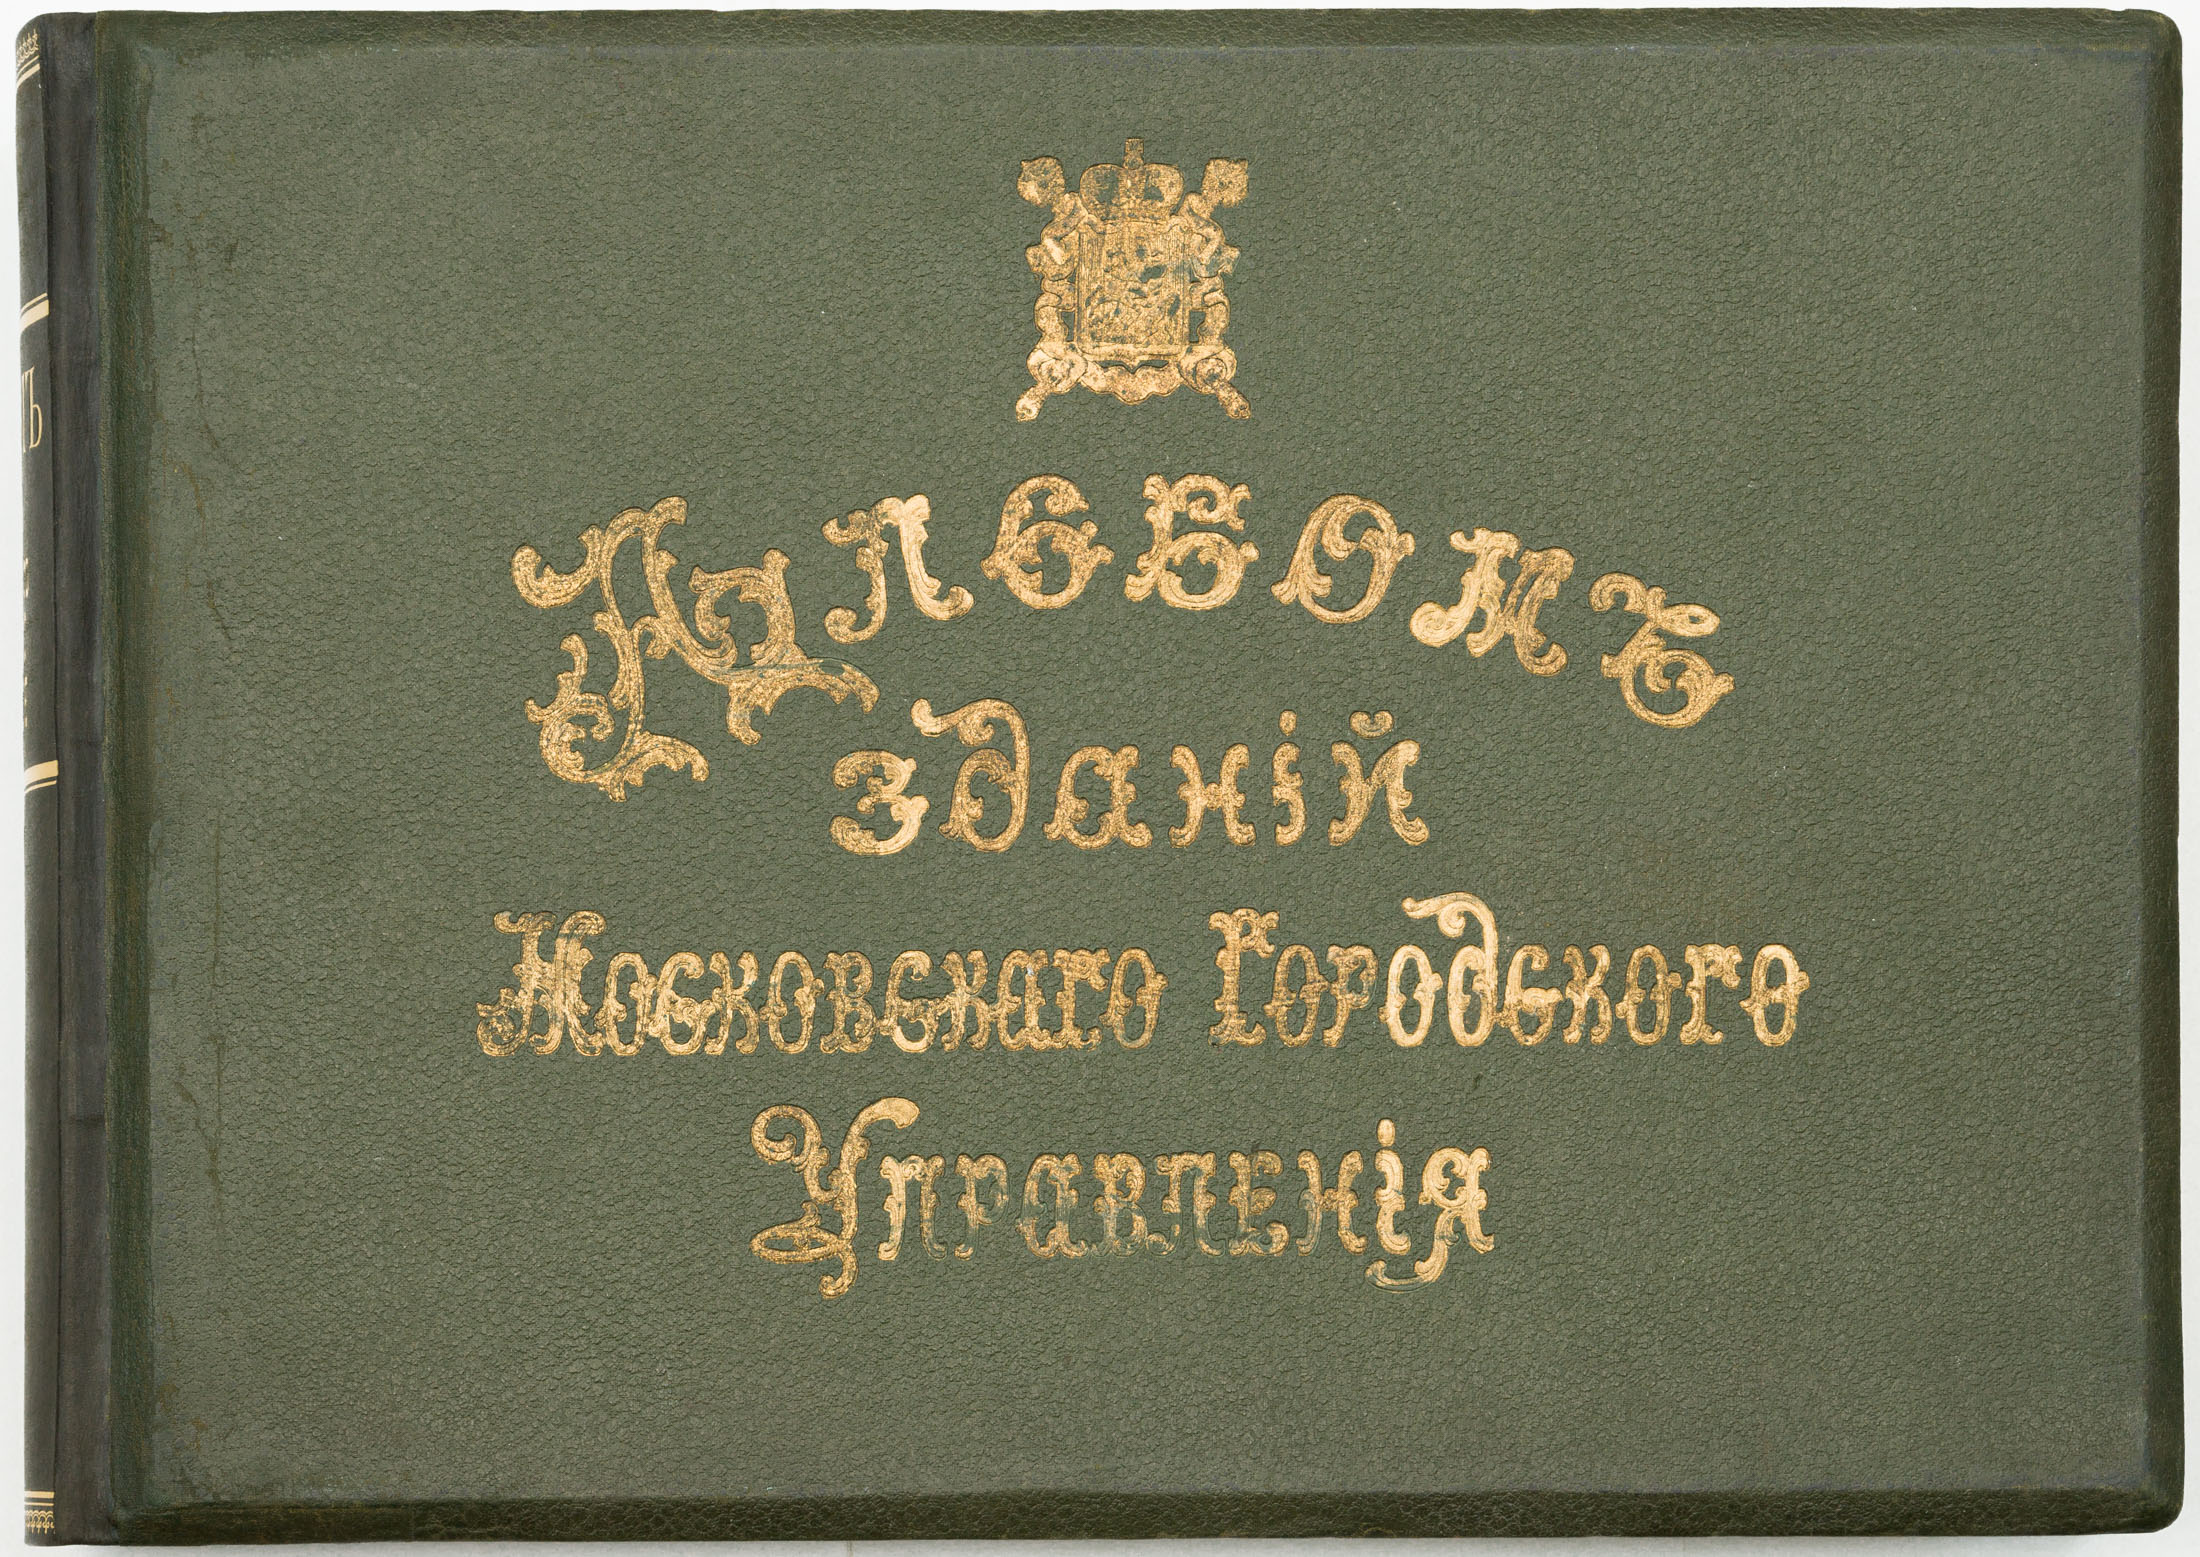 Альбомъ
зданій
Московскаго Городского
Управленія